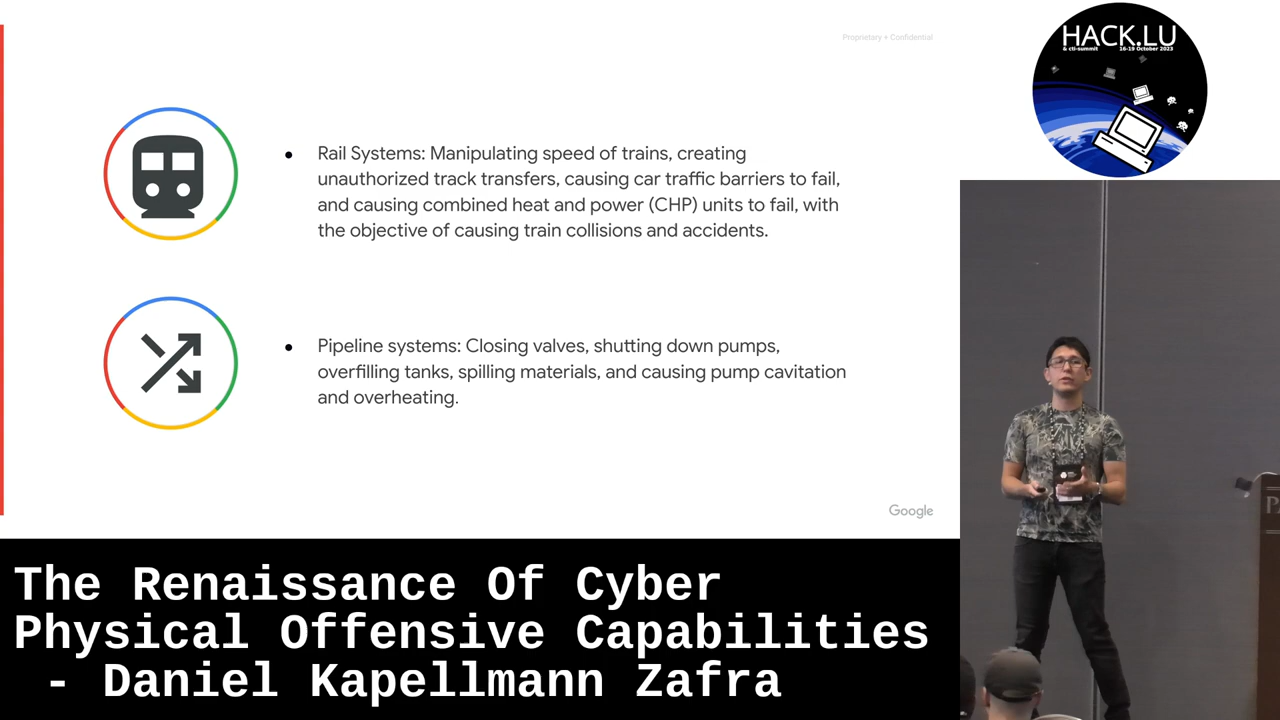 Proprietary + Confidential
HACK.LU
& cti-summit 16-19 October 2023
• Rail Systems: Manipulating speed of trains, creating
unauthorized track transfers, causing car traffic barriers to fail,
and causing combined heat and power (CHP) units to fail, with
the objective of causing train collisions and accidents.
• Pipeline systems: Closing valves, shutting down pumps,
overfilling tanks, spilling materials, and causing pump cavitation
and overheating.
Google
The Renaissance Of Cyber
Physical Offensive Capabilities
- Daniel Kapellmann Zafra